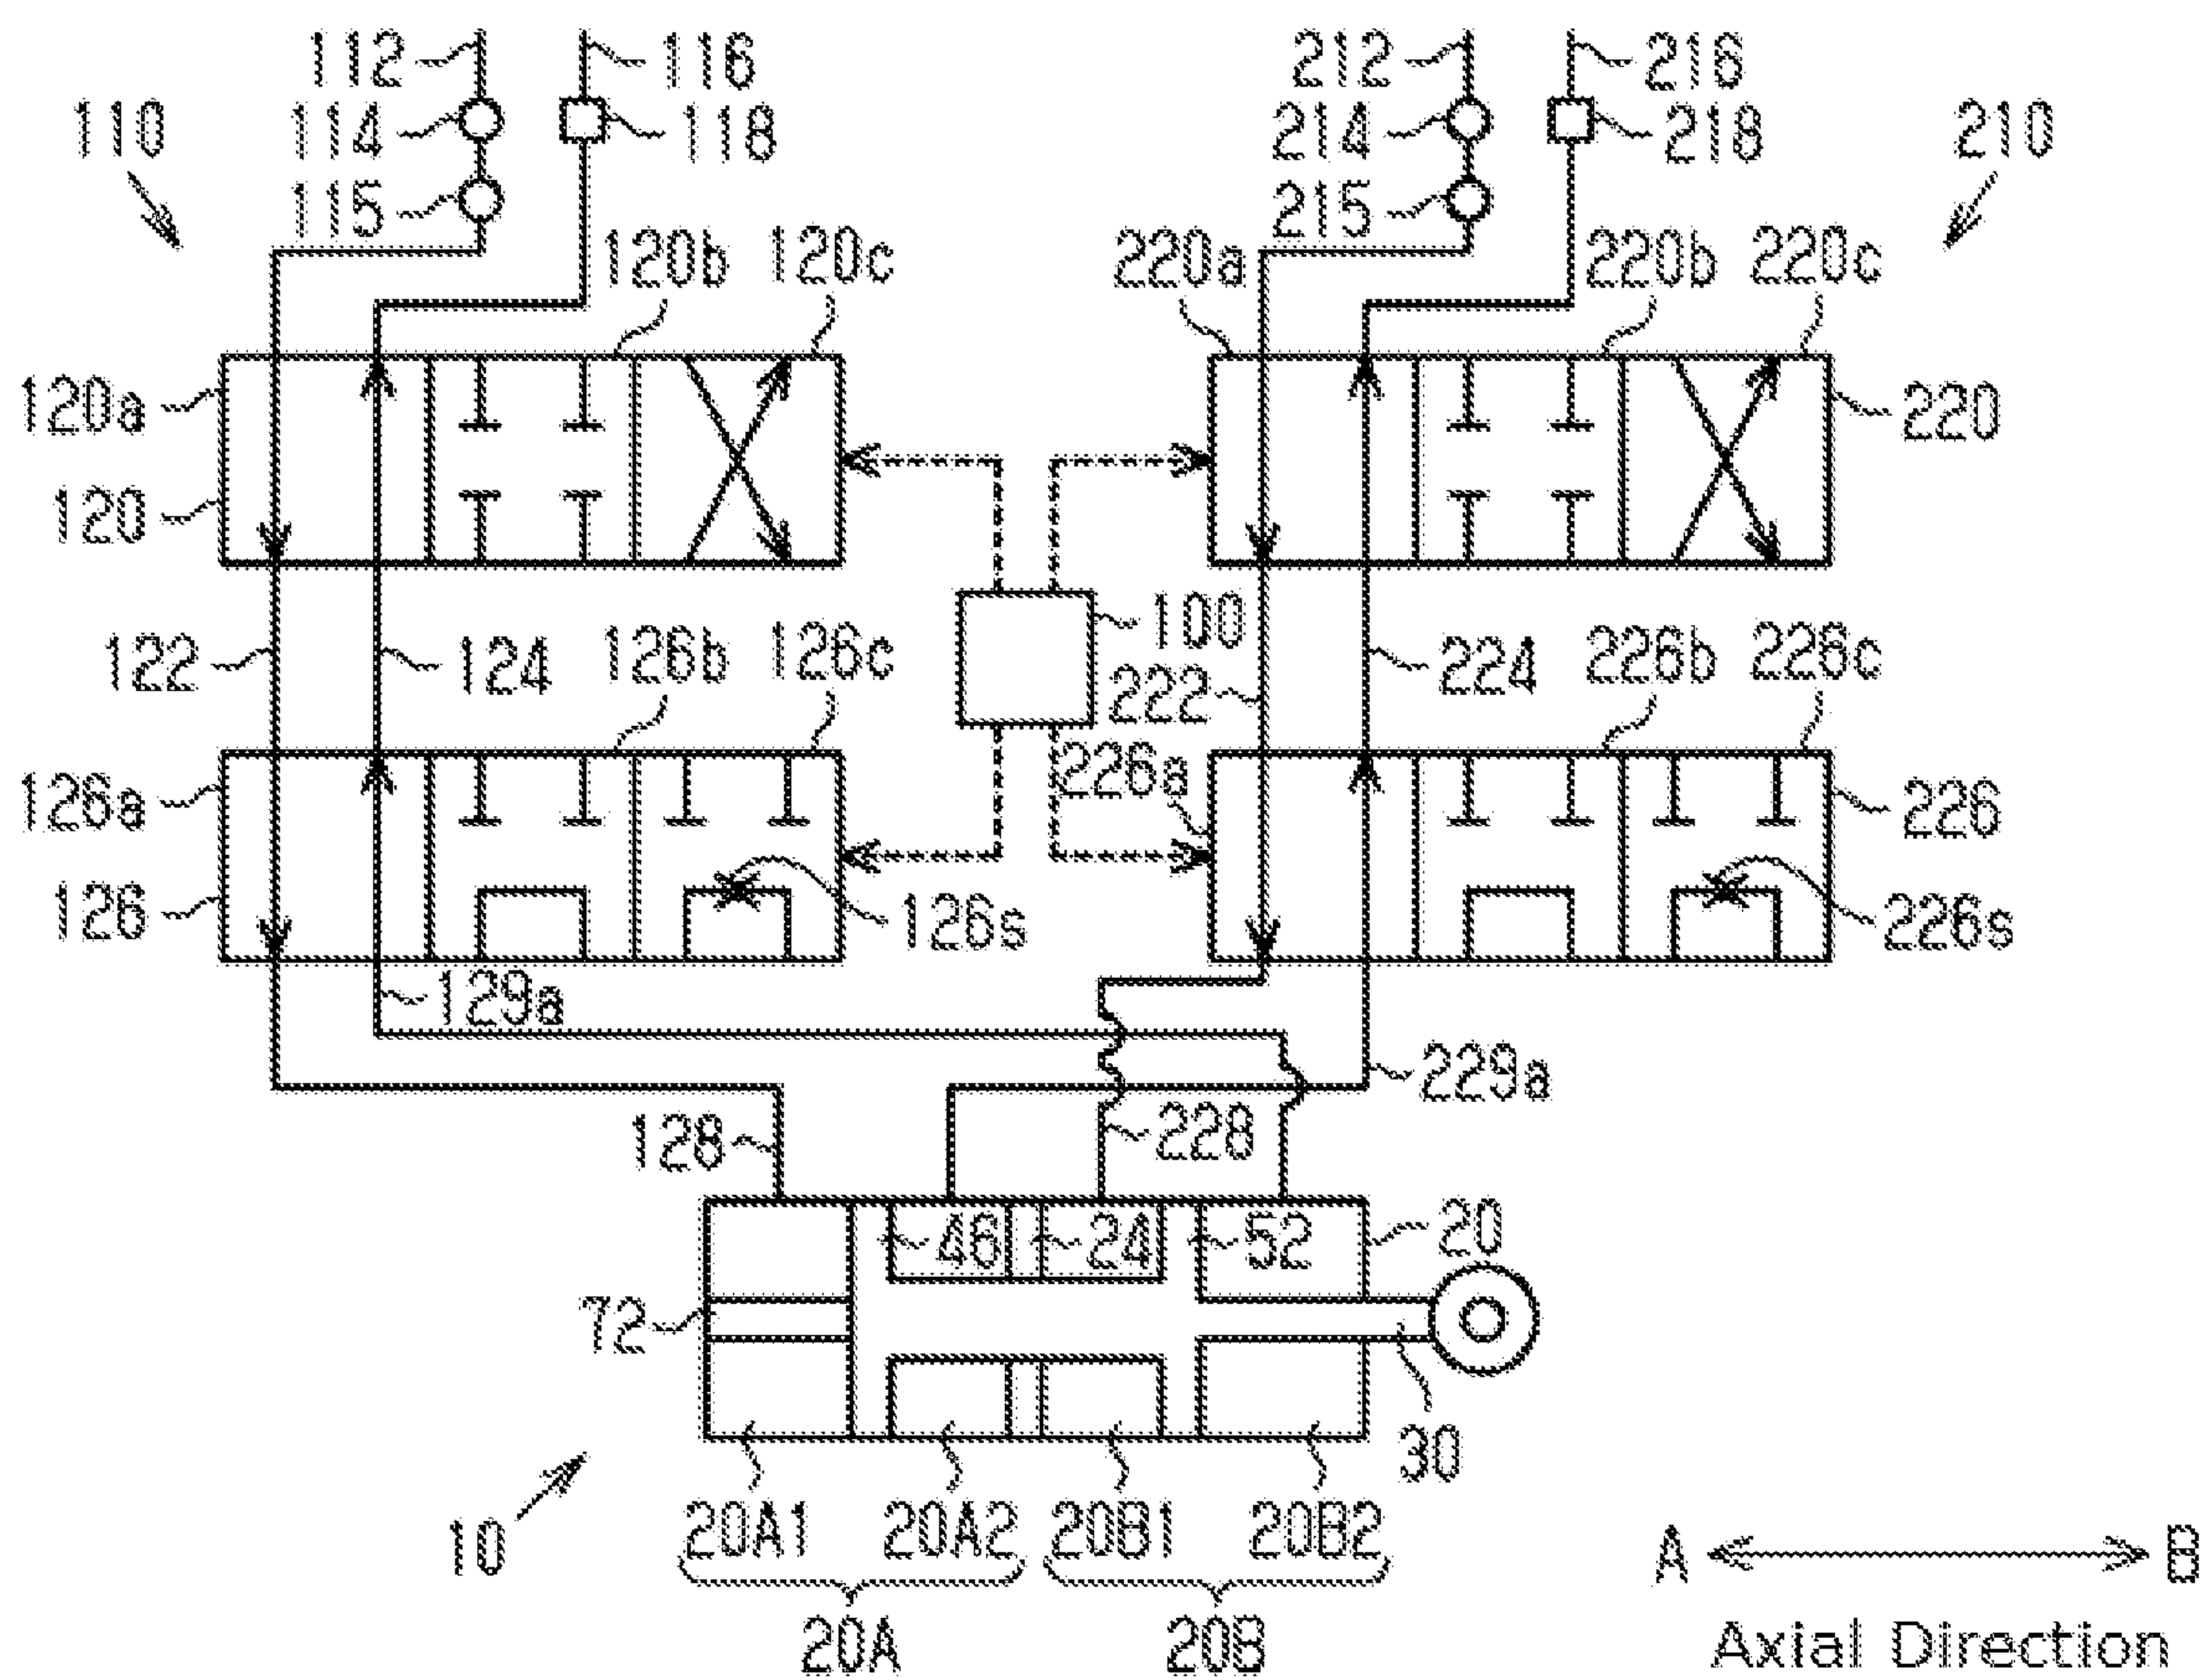 112 116 212 216
110 114 118 214 218 210
115 215
120b 120c 220a 220b 220c
120a 220
120
100
122 124 126b 126c 222 224 226b 226c
126a 226a 226
126 126s 226s
129a
229a
128 228
46 24 52 20
72
30
10 20A1 20A2 20B1 20B2 A B
20A 20B Axial Direction